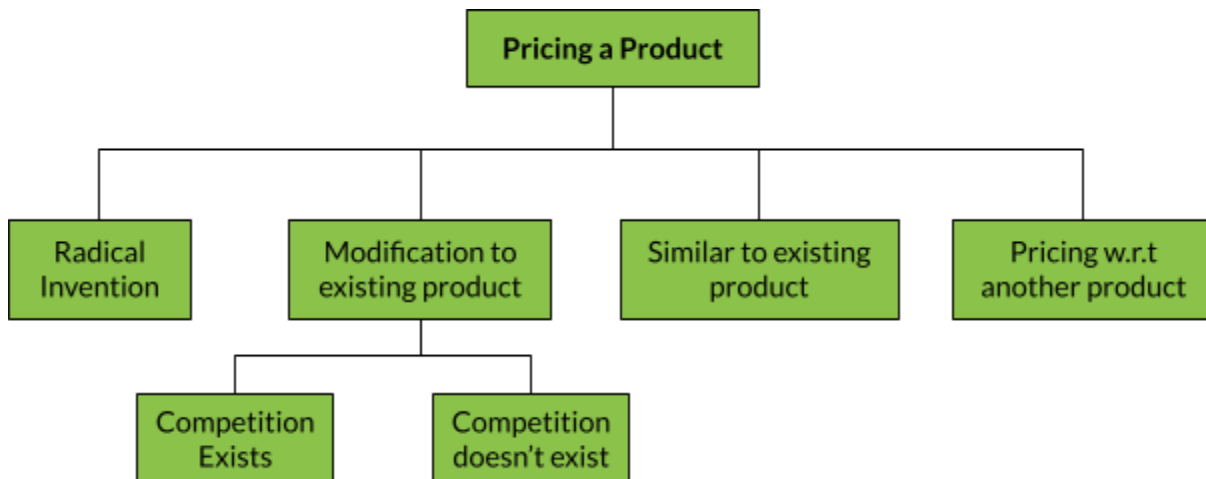 Pricing a Product
Radical
Invention
Modification to
existing product
Similar to existing
product
Pricing w.r.t
another product
Competition
Exists
Competition
doesn't exist